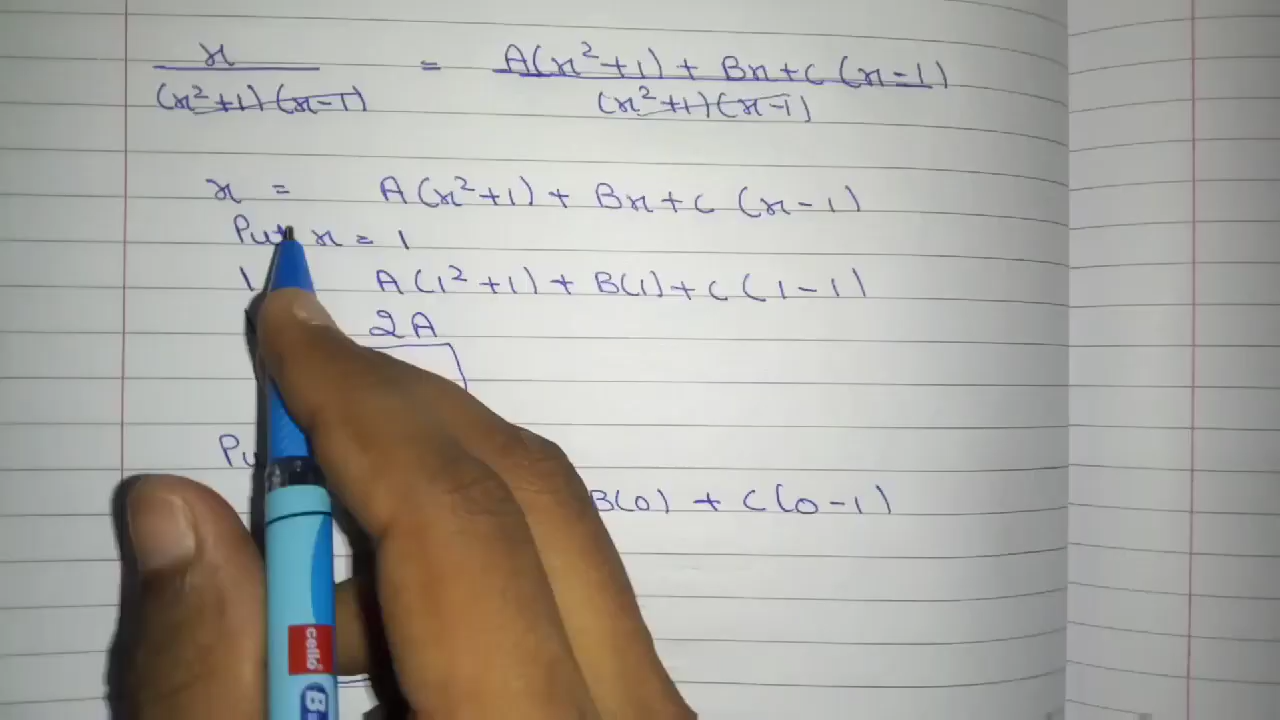 x / (x²+1)(x-1) = A(x²+1) + Bx+C (x-1) / (x²+1)(x-1)
x = A(x²+1) + Bx+C (x-1)
Put x = 1
1 A(1²+1) + B(1)+C(1-1)
2A
B(0) + C(0-1)
cello